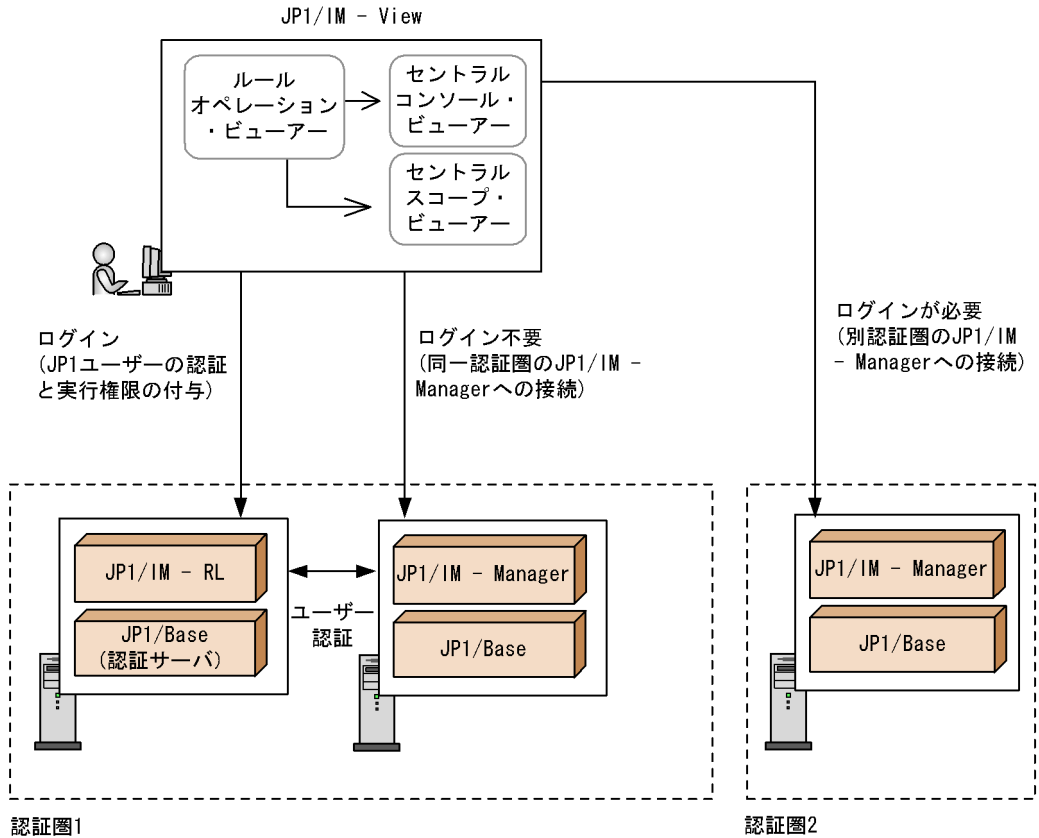 JP1/IM - View
ルール
オペレーション
・ビューアー
セントラル
コンソール・
ビューアー
セントラル
スコープ・
ビューアー
ログイン
(JP1ユーザーの認証
と実行権限の付与)
ログイン不要
(同一認証圏のJP1/IM -
Managerへの接続)
ログインが必要
(別認証圏のJP1/IM
- Managerへの接続)
JP1/IM - RL
JP1/Base
(認証サーバ)
ユーザー
認証
JP1/IM - Manager
JP1/Base
JP1/IM - Manager
JP1/Base
認証圏1
認証圏2